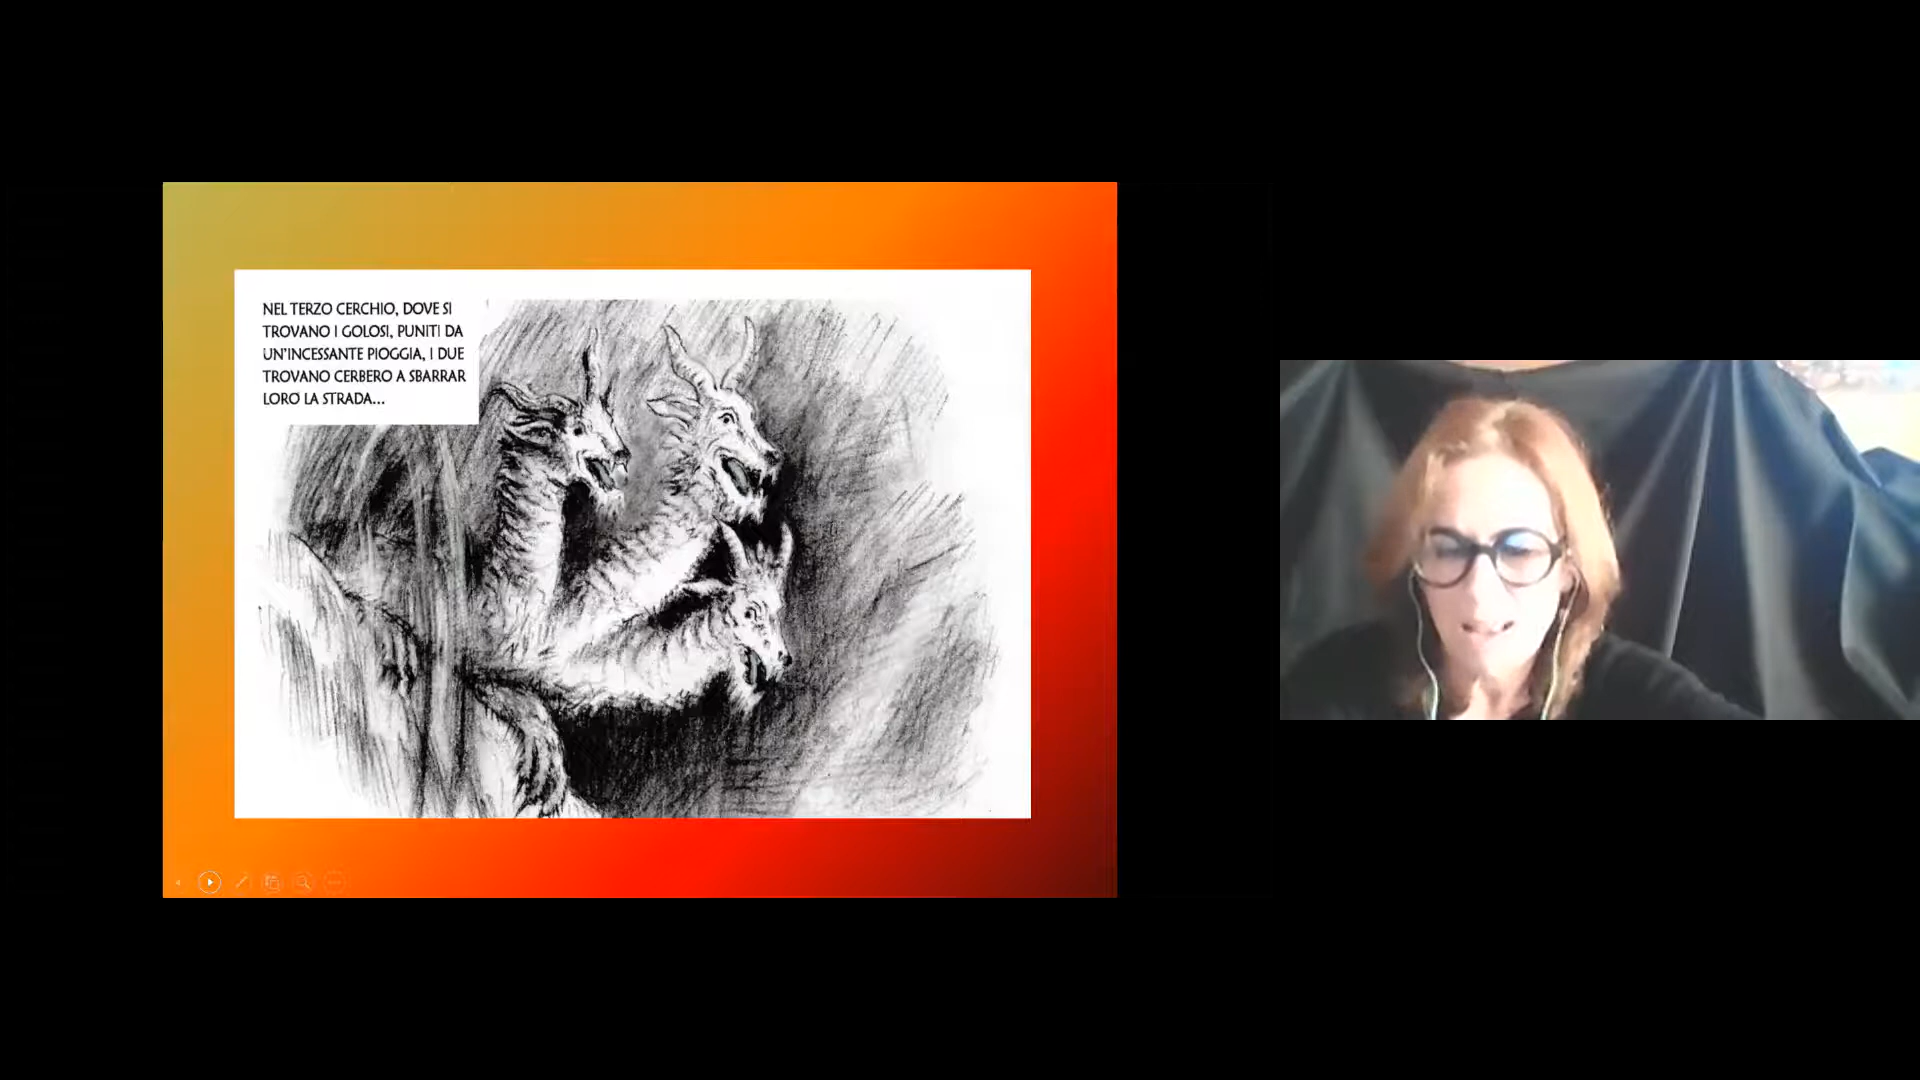 NEL TERZO CERCHIO, DOVE SI
TROVANO I GOLOSI, PUNITI DA
UN'INCESSANTE PIOGGIA, I DUE
TROVANO CERBERO A SBARRAR
LORO LA STRADA...